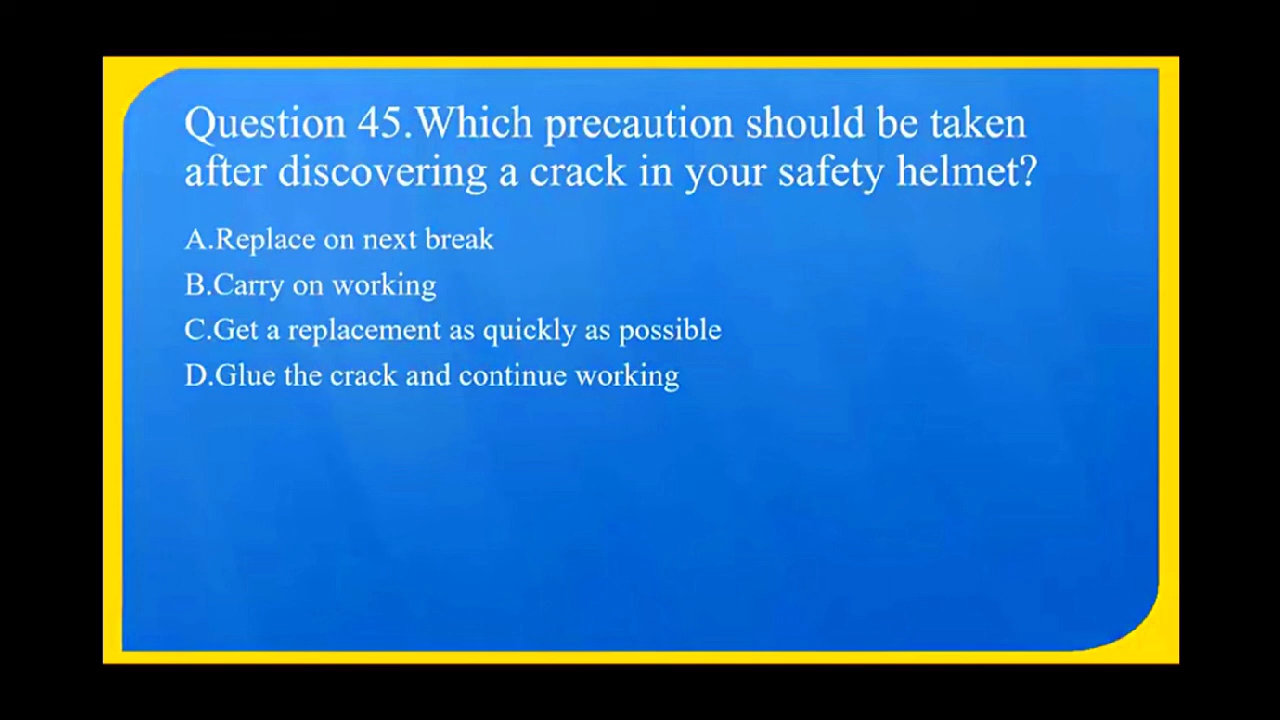 Question 45.Which precaution should be taken
after discovering a crack in your safety helmet?
A.Replace on next break
B.Carry on working
C.Get a replacement as quickly as possible
D.Glue the crack and continue working